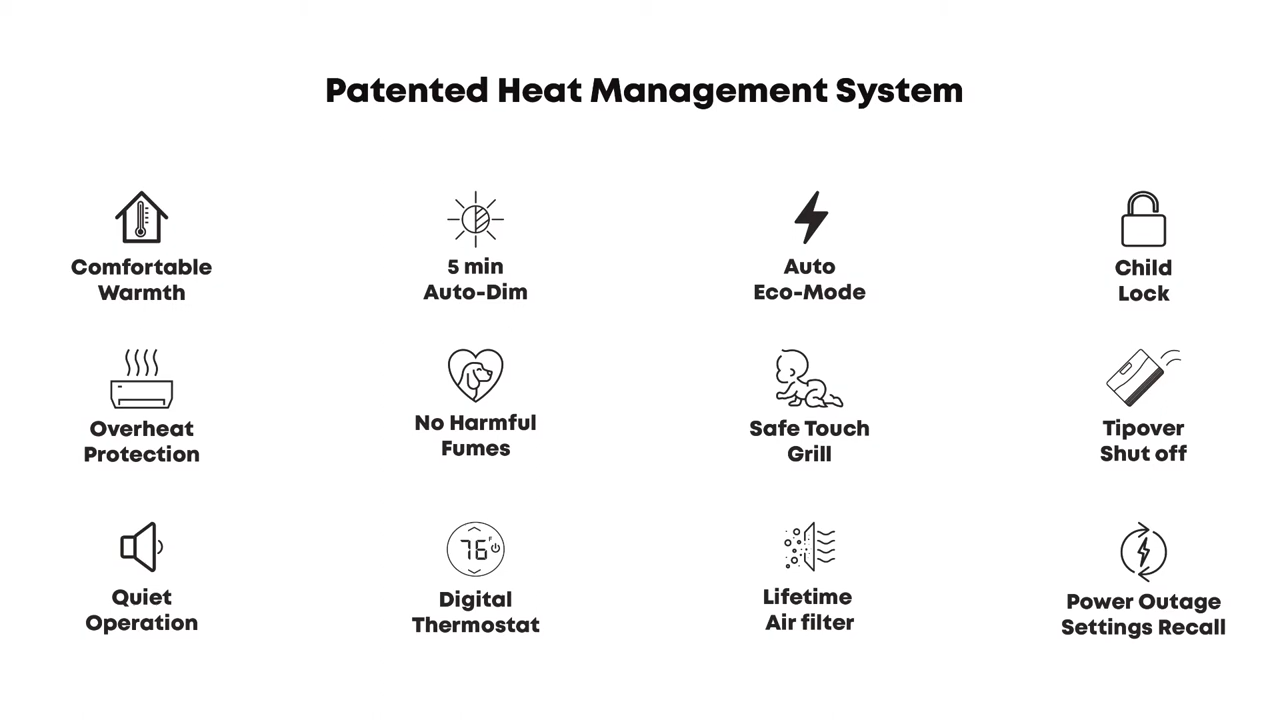 Patented Heat Management System
Comfortable
Warmth
5 min
Auto-Dim
Auto
Eco-Mode
Child
Lock
Overheat
Protection
No Harmful
Fumes
Safe Touch
Grill
Tipover
Shut off
Quiet
Operation
76 F
Digital
Thermostat
Lifetime
Air filter
Power Outage
Settings Recall